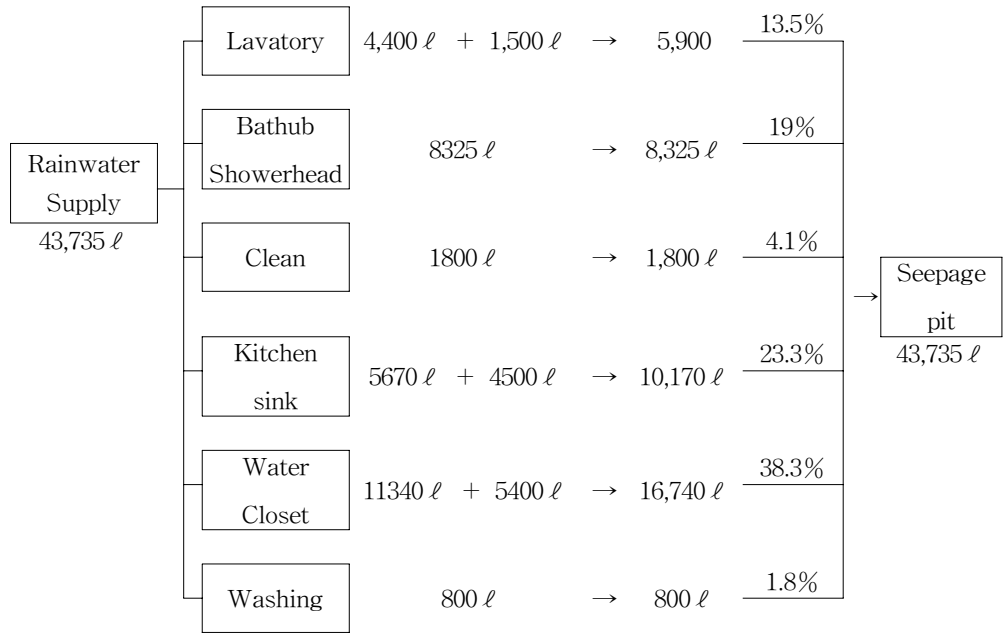 Lavatory 4,400 ℓ + 1,500 ℓ → 5,900 13.5%
Bathub
Showerhead
8325 ℓ → 8,325 ℓ 19%
Rainwater
Supply
43,735 ℓ
Clean 1800 ℓ → 1,800 ℓ 4.1%
→ Seepage
pit
43,735 ℓ
Kitchen
sink
5670 ℓ + 4500 ℓ → 10,170 ℓ 23.3%
Water
Closet
11340 ℓ + 5400 ℓ → 16,740 ℓ 38.3%
Washing 800 ℓ → 800 ℓ 1.8%